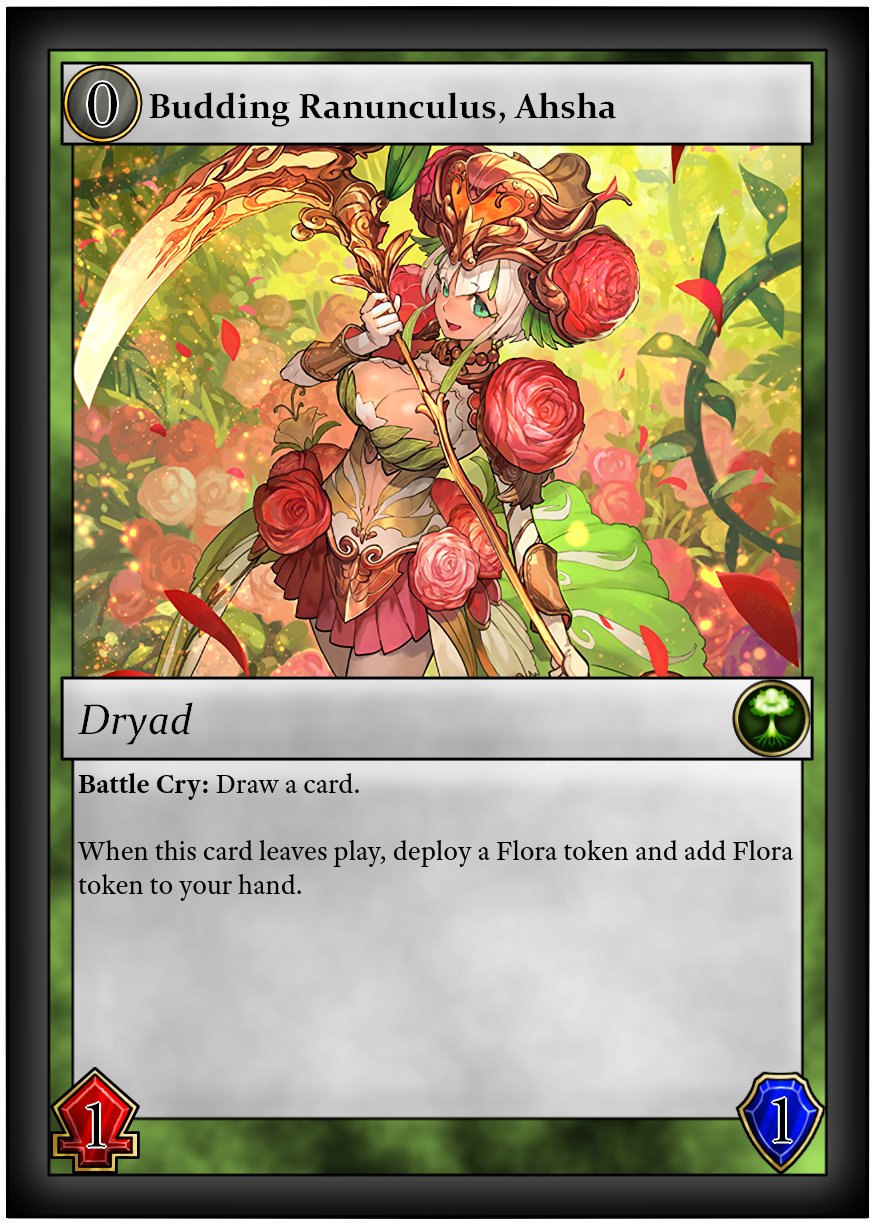 0 Budding Ranunculus, Ahsha
Dryad
Battle Cry: Draw a card.
When this card leaves play, deploy a Flora token and add Flora
token to your hand.
1 1